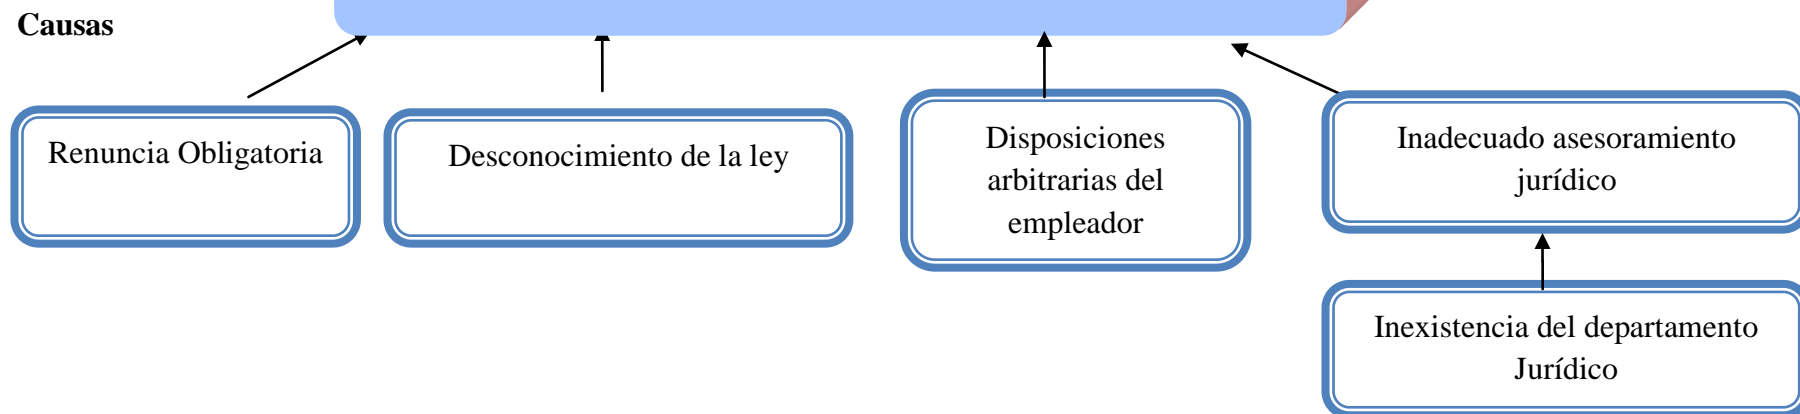 Causas
Renuncia Obligatoria
Desconocimiento de la ley
Disposiciones
arbitrarias del
empleador
Inadecuado asesoramiento
jurídico
Inexistencia del departamento
Jurídico